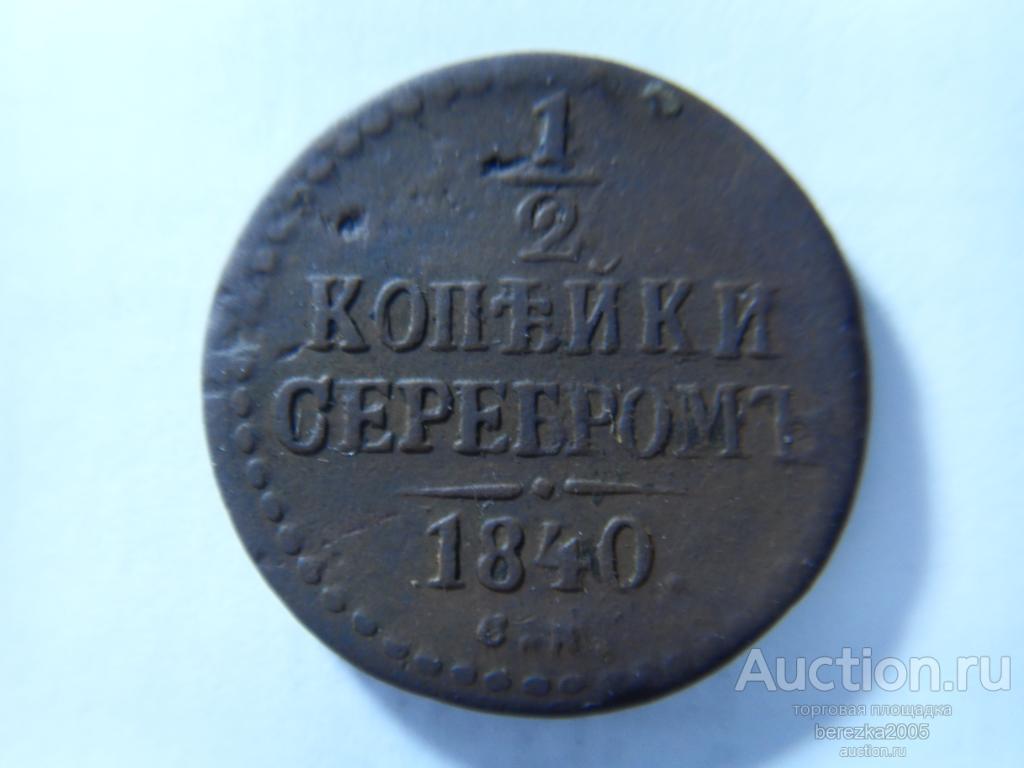 1
2
КОПѢЙКИ
СЕРЕБРОМЪ
1840.
Auction.ru
торговая площадка
berezka2005
auction.ru